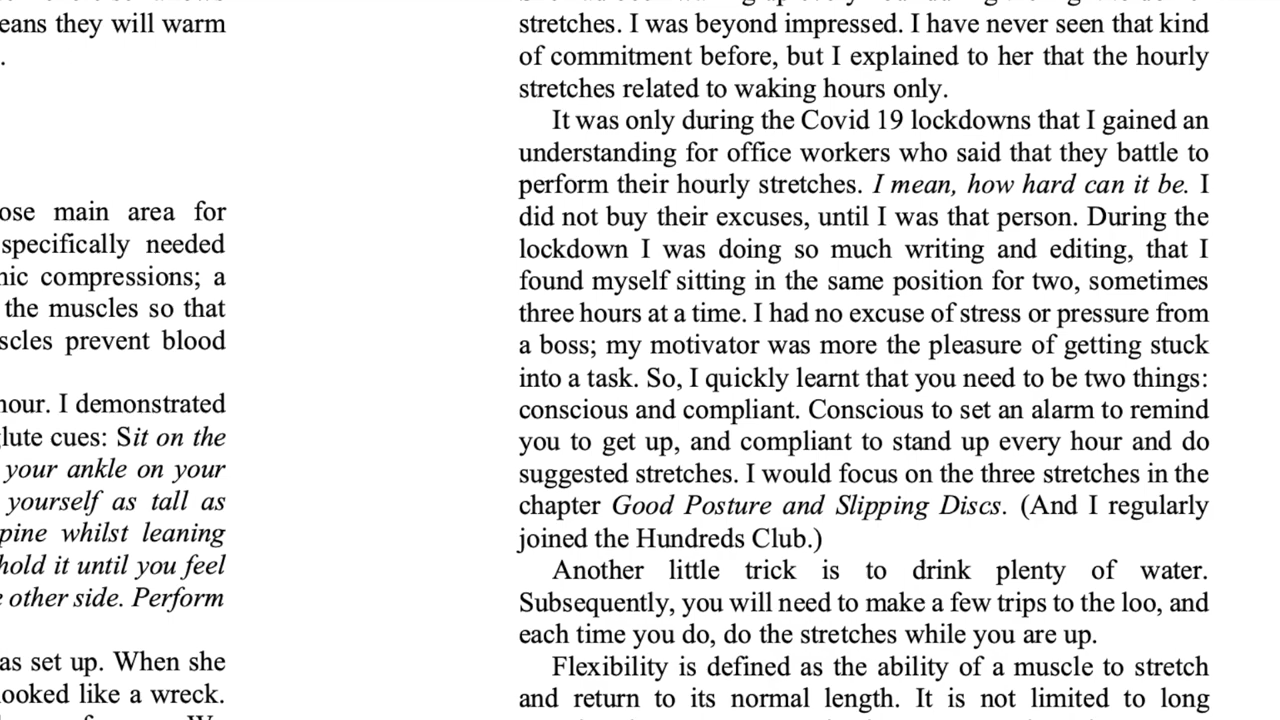 eans they will warm
.
ose main area for
specifically needed
nic compressions; a
the muscles so that
scles prevent blood
hour. I demonstrated
lute cues: Sit on the
your ankle on your
yourself as tall as
pine whilst leaning
hold it until you feel
e other side. Perform
as set up. When she
looked like a wreck.
stretches. I was beyond impressed. I have never seen that kind
of commitment before, but I explained to her that the hourly
stretches related to waking hours only.
It was only during the Covid 19 lockdowns that I gained an
understanding for office workers who said that they battle to
perform their hourly stretches. I mean, how hard can it be. I
did not buy their excuses, until I was that person. During the
lockdown I was doing so much writing and editing, that I
found myself sitting in the same position for two, sometimes
three hours at a time. I had no excuse of stress or pressure from
a boss; my motivator was more the pleasure of getting stuck
into a task. So, I quickly learnt that you need to be two things:
conscious and compliant. Conscious to set an alarm to remind
you to get up, and compliant to stand up every hour and do
suggested stretches. I would focus on the three stretches in the
chapter Good Posture and Slipping Discs. (And I regularly
joined the Hundreds Club.)
Another little trick is to drink plenty of water.
Subsequently, you will need to make a few trips to the loo, and
each time you do, do the stretches while you are up.
Flexibility is defined as the ability of a muscle to stretch
and return to its normal length. It is not limited to long